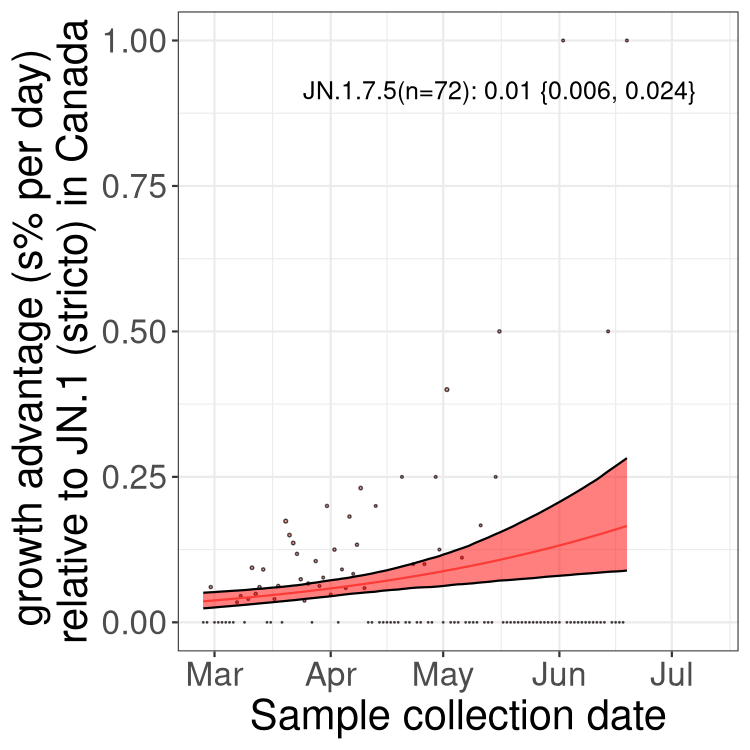 growth advantage (s% per day)
relative to JN.1 (stricto) in Canada
1.00
0.75
0.50
0.25
0.00
JN.1.7.5(n=72): 0.01 {0.006, 0.024}
Mar Apr May Jun Jul
Sample collection date